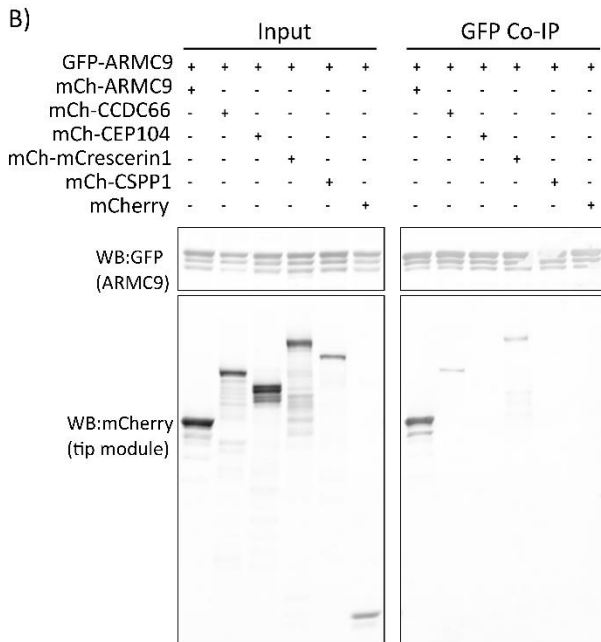 B)
Input GFP Co-IP
GFP-ARMC9 + + + + + + + + + + + +
mCh-ARMC9 + - - - - - + - - - - -
mCh-CCDC66 - + - - - - - + - - - -
mCh-CEP104 - - + - - - - - + - - -
mCh-mCrescerin1 - - - + - - - - - + - -
mCh-CSPP1 - - - - + - - - - - + -
mCherry - - - - - + - - - - - +
WB:GFP
(ARMC9)
WB:mCherry
(tip module)